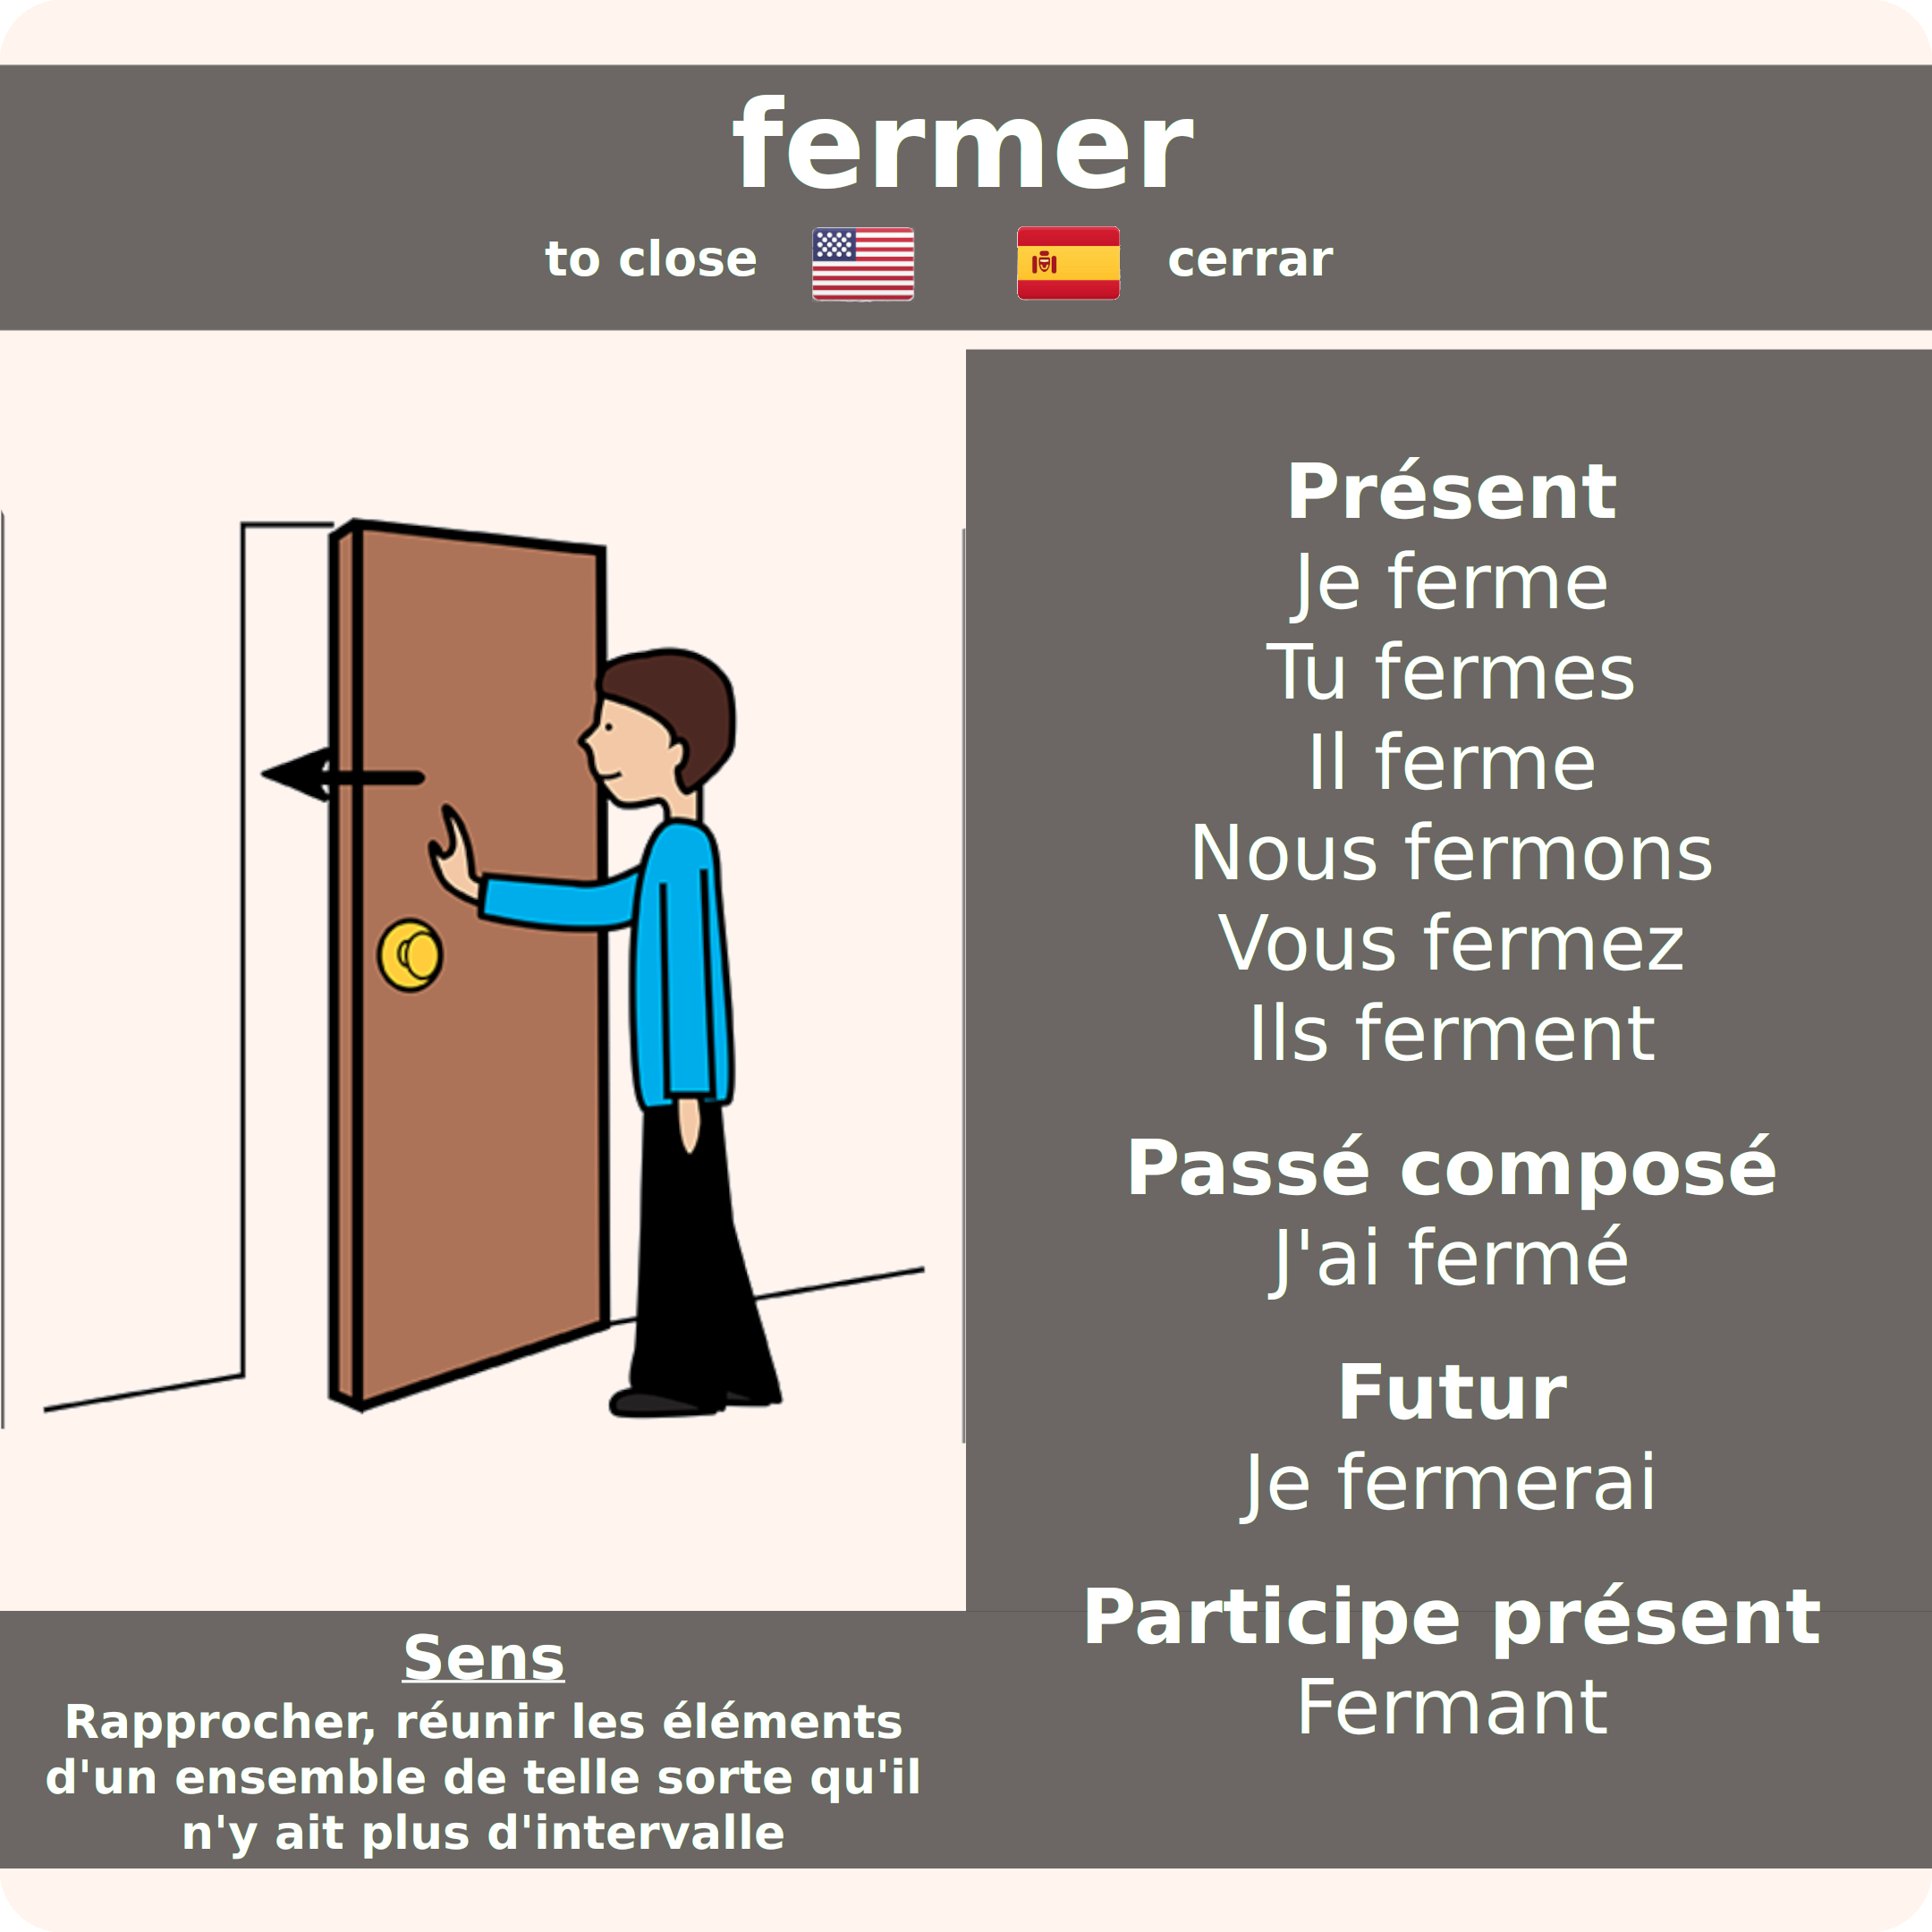 fermer
to close
cerrar
Présent
Je ferme
Tu fermes
Il ferme
Nous fermons
Vous fermez
Ils ferment
Passé composé
J'ai fermé
Futur
Je fermerai
Participe présent
Fermant
Sens
Rapprocher, réunir les éléments
d'un ensemble de telle sorte qu'il
n'y ait plus d'intervalle